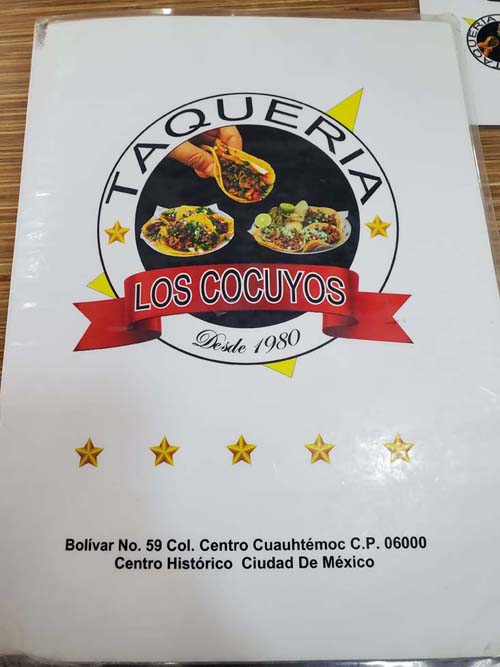 TAQUERIA
LOS COCUYOS
Desde 1980
Bolívar No. 59 Col. Centro Cuauhtémoc C.P. 06000
Centro Histórico Ciudad De México